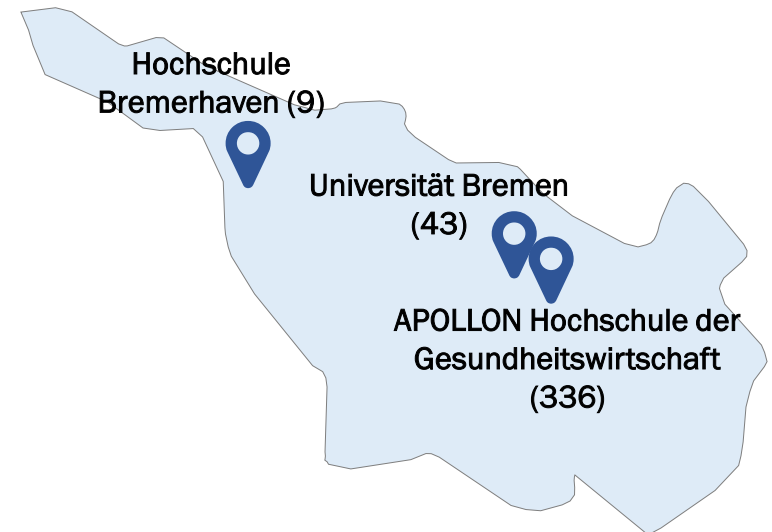 Hochschule
Bremerhaven (9)
Universität Bremen
(43)
APOLLON Hochschule der
Gesundheitswirtschaft
(336)